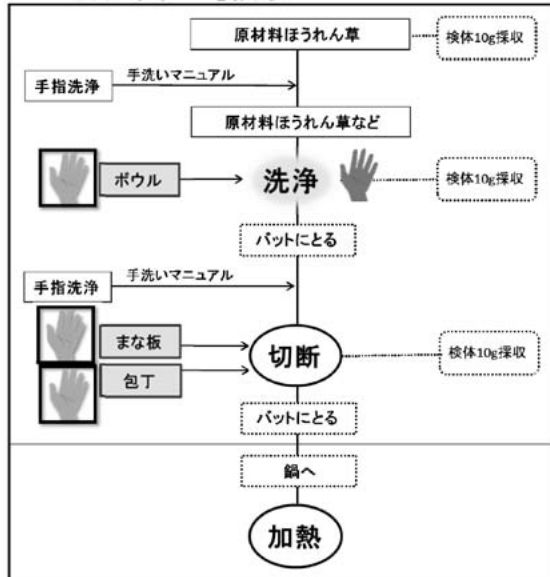 原材料ほうれん草
検体10g採収
手指洗浄
手洗いマニュアル
原材料ほうれん草など
ボウル
洗浄
検体10g採収
バットにとる
手指洗浄
手洗いマニュアル
まな板
切断
検体10g採収
包丁
バットにとる
鍋へ
加熱